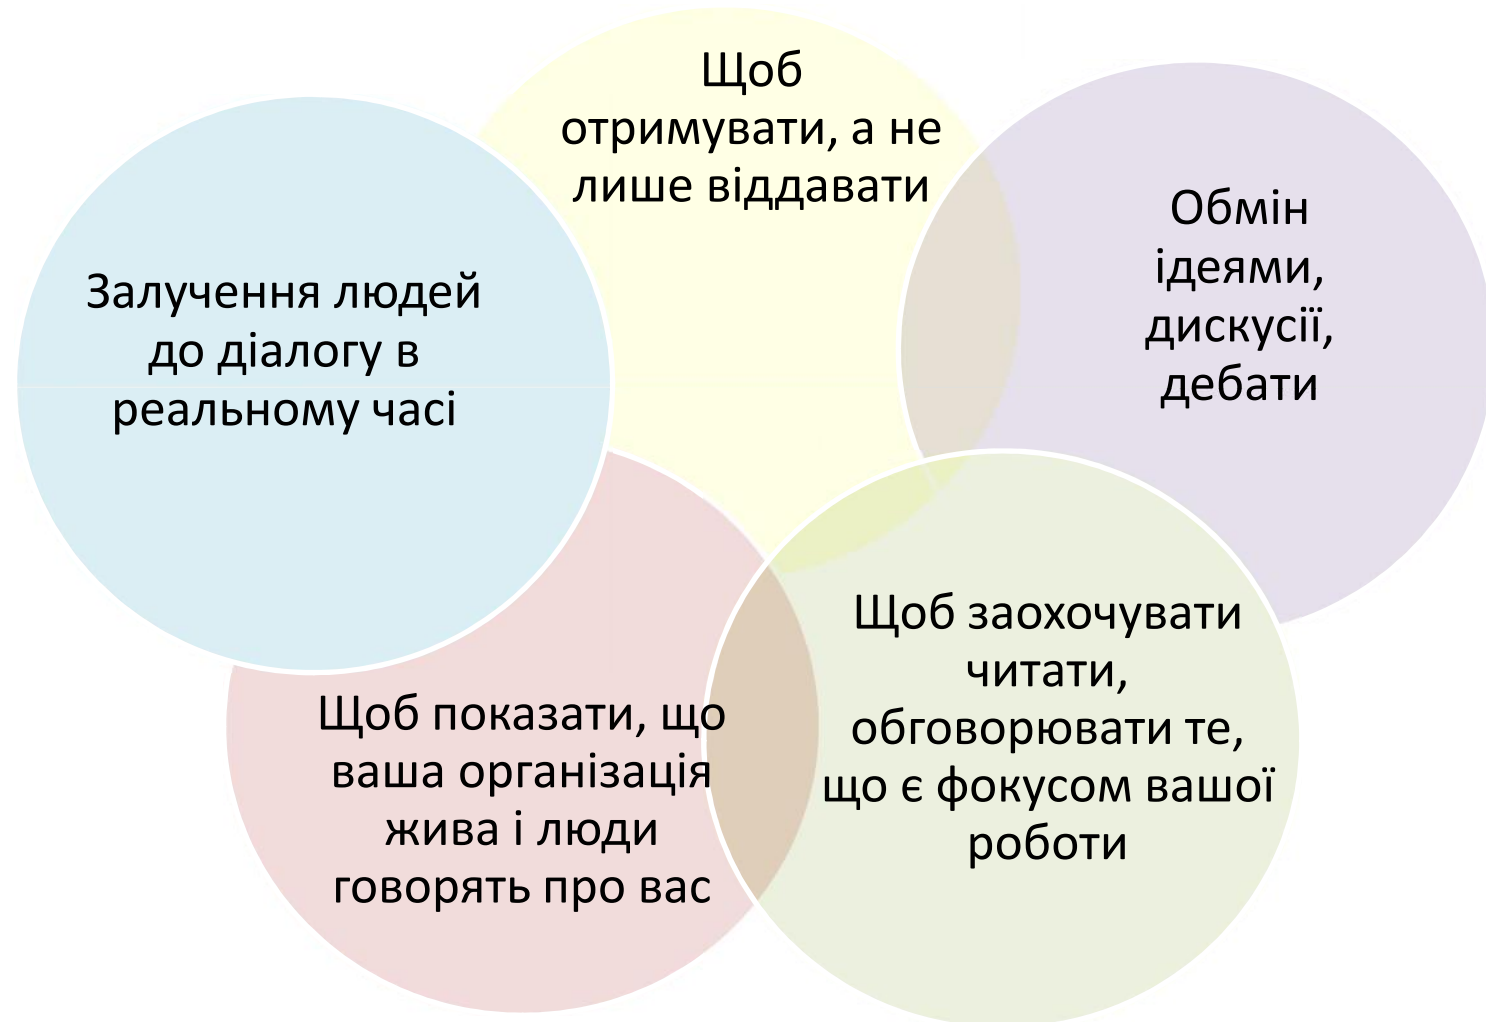 Щоб
отримувати, а не
лише віддавати
Обмін
ідеями,
дискусії,
дебати
Щоб заохочувати
читати,
обговорювати те,
що є фокусом вашої
роботи
Щоб показати, що
ваша організація
жива і люди
говорять про вас
Залучення людей
до діалогу в
реальному часі